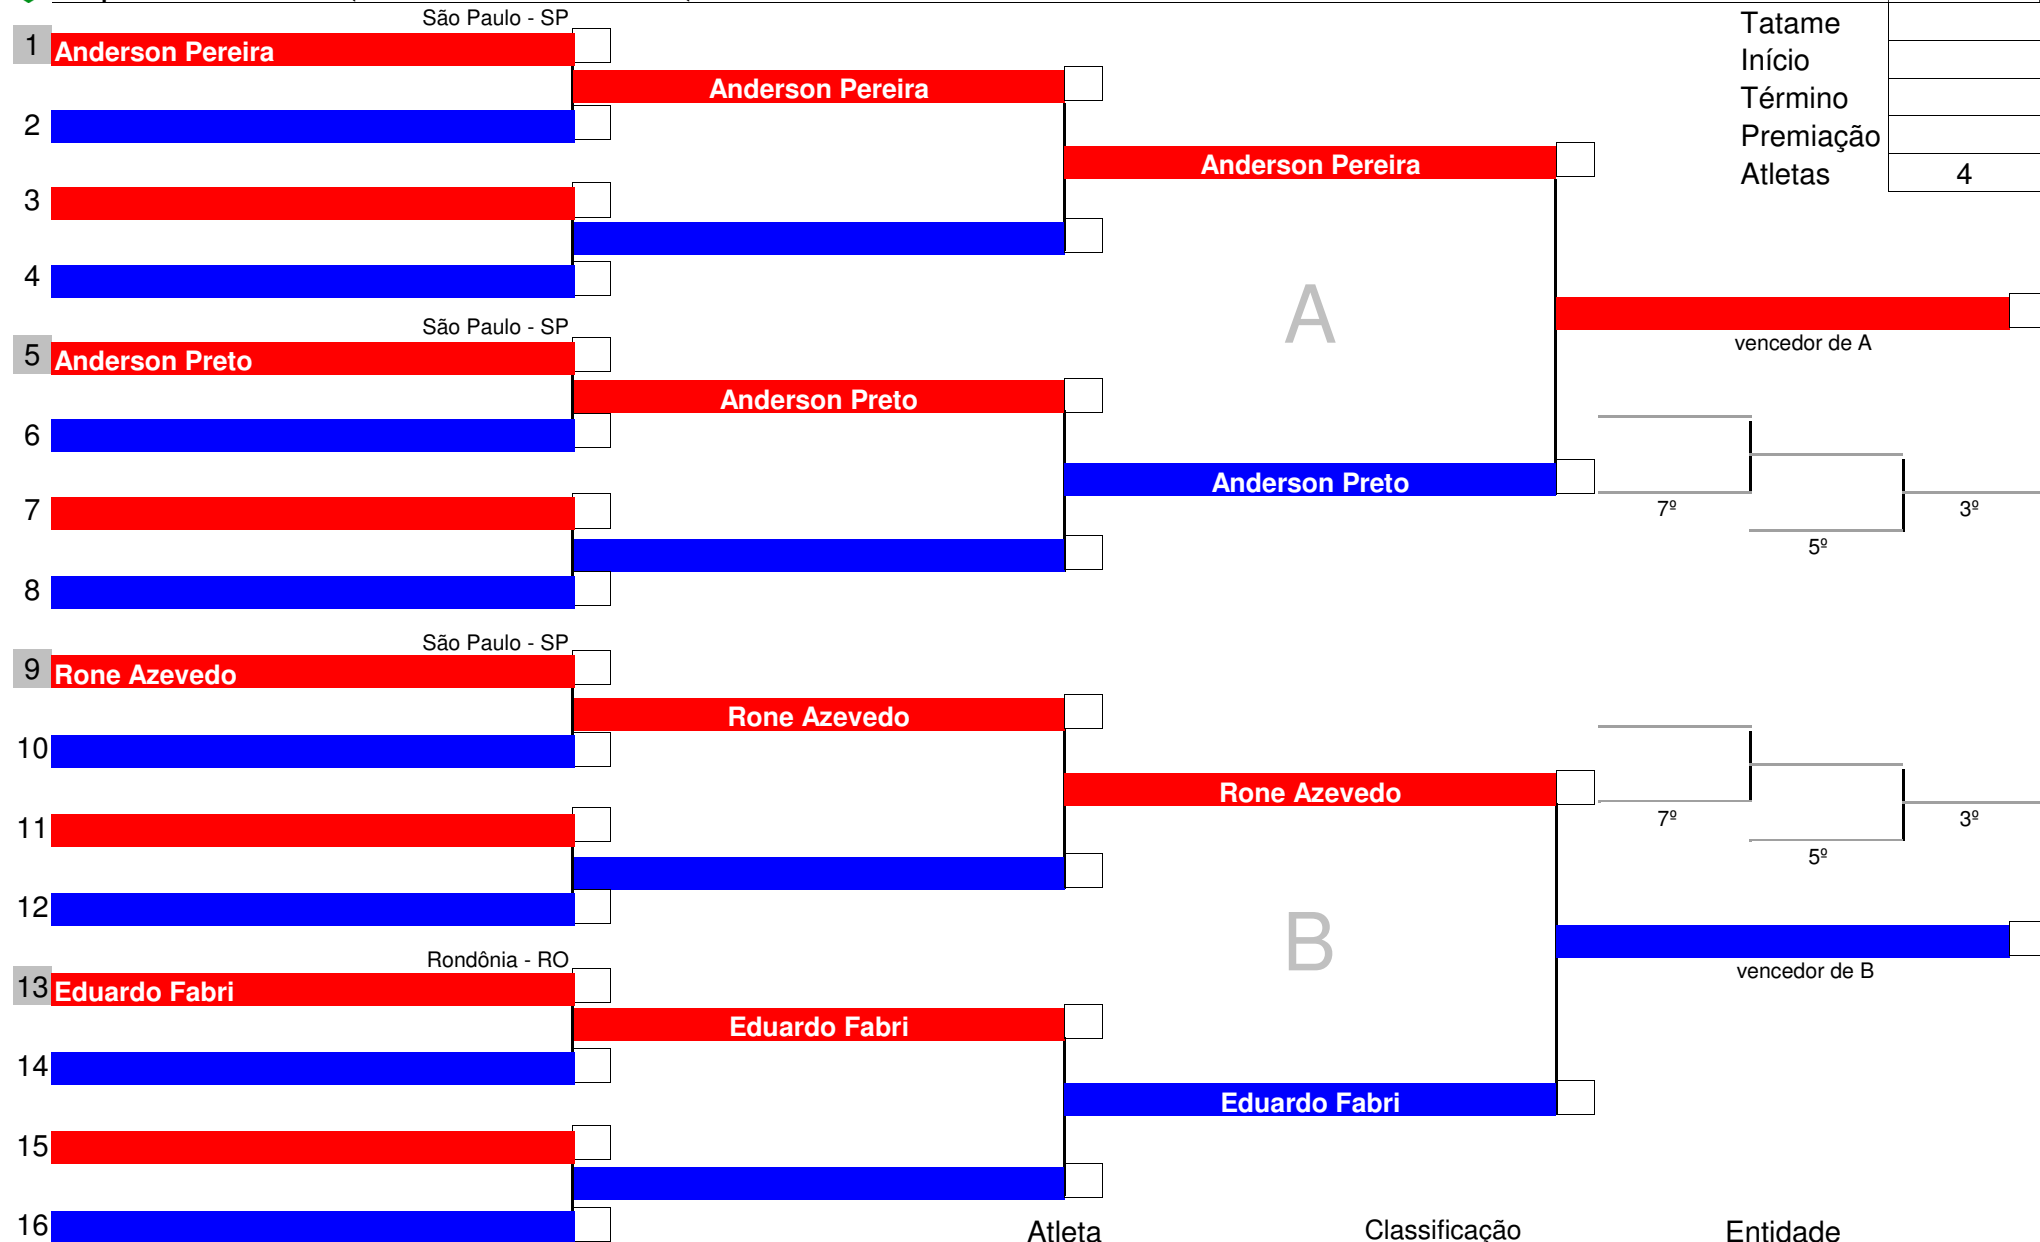 São Paulo - SP
Tatame
1 Anderson Pereira
Início
Anderson Pereira
Término
2
Premiação
Anderson Pereira
Atletas 4
3
4
A
São Paulo - SP
vencedor de A
5 Anderson Preto
Anderson Preto
6
Anderson Preto
7
7º 3º
5º
8
São Paulo - SP
9 Rone Azevedo
Rone Azevedo
10
Rone Azevedo
7º 3º
11
5º
12
B
Rondônia - RO
vencedor de B
13 Eduardo Fabri
Eduardo Fabri
14
Eduardo Fabri
15
16
Atleta Classificação Entidade